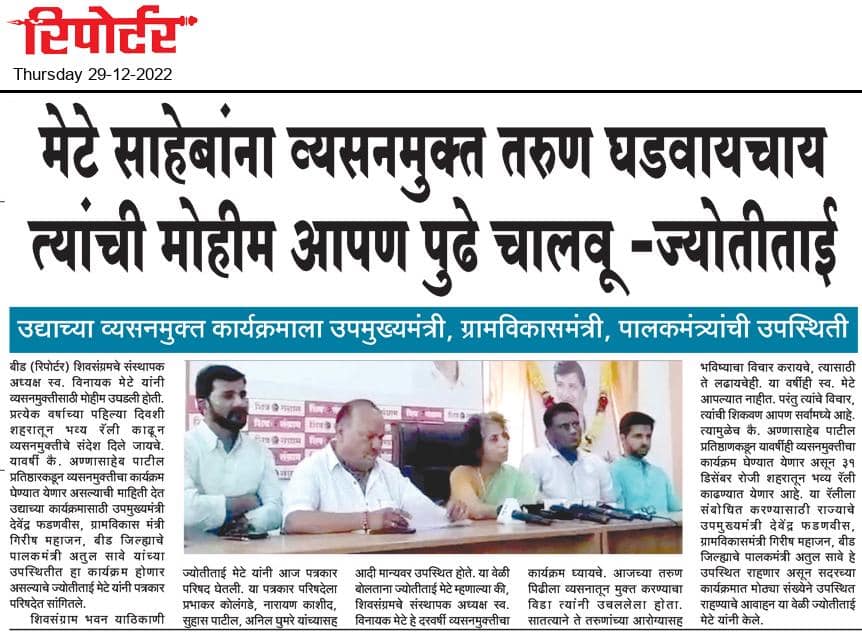 रिपोर्टर
Thursday 29-12-2022
मेटे साहेबांना व्यसनमुक्त तरुण घडवायचाय
त्यांची मोहीम आपण पुढे चालवू -ज्योतीताई
उद्याच्या व्यसनमुक्त कार्यक्रमाला उपमुख्यमंत्री, ग्रामविकासमंत्री, पालकमंत्र्यांची उपस्थिती
बीड (रिपोर्टर) शिवसंग्रमचे संस्थापक
अध्यक्ष स्व. विनायक मेटे यांनी
व्यसनमुक्तीसाठी मोहीम उघडली होती.
प्रत्येक वर्षाच्या पहिल्या दिवशी
शहरातून भव्य रॅली काढून
व्यसनमुक्तीचे संदेश दिले जायचे.
यावर्षी कै. अण्णासाहेब पाटील
प्रतिष्ठारकडून व्यसनमुक्तीचा कार्यक्रम
घेण्यात येणार असल्याची माहिती देत
उद्याच्या कार्यक्रमासाठी उपमुख्यमंत्री
देवेंद्र फडणवीस, ग्रामविकास मंत्री
गिरीष महाजन, बीड जिल्ह्याचे
पालकमंत्री अतुल सावे यांच्या
उपस्थितीत हा कार्यक्रम होणार
असल्याचे ज्योतीताई मेटे यांनी पत्रकार
परिषदेत सांगितले.
शिवसंग्राम भवन याठिकाणी
ज्योतीताई मेटे यांनी आज पत्रकार
परिषद घेतली. या पत्रकार परिषदेला
प्रभाकर कोलंगडे, नारायण काशीद,
सुहास पाटील, अनिल घुमरे यांच्यासह
आदी मान्यवर उपस्थित होते. या वेळी
बोलताना ज्योतीताई मेटे म्हणाल्या की,
शिवसंग्रामचे संस्थापक अध्यक्ष स्व.
विनायक मेटे हे दरवर्षी व्यसनमुक्तीचा
कार्यक्रम घ्यायचे. आजच्या तरुण
पिढीला व्यसनातून मुक्त करण्याचा
विडा त्यांनी उचललेला होता.
सातत्याने ते तरुणांच्या आरोग्यासह
भविष्याचा विचार करायचे, त्यासाठी
ते लढायचेही. या वर्षीही स्व. मेटे
आपल्यात नाहीत. परंतु त्यांचे विचार,
त्यांची शिकवण आपण सर्वांमध्ये आहे.
त्यामुळेच कै. अण्णासाहेब पाटील
प्रतिष्ठाणकडून यावर्षीही व्यसनमुक्तीचा
कार्यक्रम घेण्यात येणार असून ३१
डिसेंबर रोजी शहरातून भव्य रॅली
काढण्यात येणार आहे. या रॅलीला
संबोधित करण्यासाठी राज्याचे
उपमुख्यमंत्री देवेंद्र फडणवीस,
ग्रामविकासमंत्री गिरीष महाजन, बीड
जिल्ह्याचे पालकमंत्री अतुल सावे हे
उपस्थित राहणार असून सदरच्या
कार्यक्रमात मोठ्या संख्येने उपस्थित
राहण्याचे आवाहन या वेळी ज्योतीताई
मेटे यांनी केले.